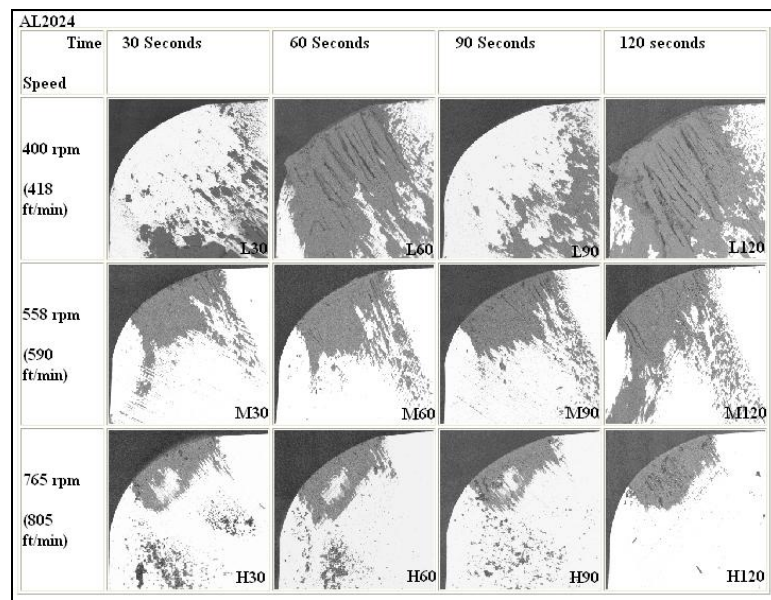 AL2024
Time 30 Seconds 60 Seconds 90 Seconds 120 seconds
Speed
400 rpm
(418
ft/min)
L30 L60 L90 L120
558 rpm
(590
ft/min)
M30 M60 M90 M120
765 rpm
(805
ft/min)
H30 H60 H90 H120